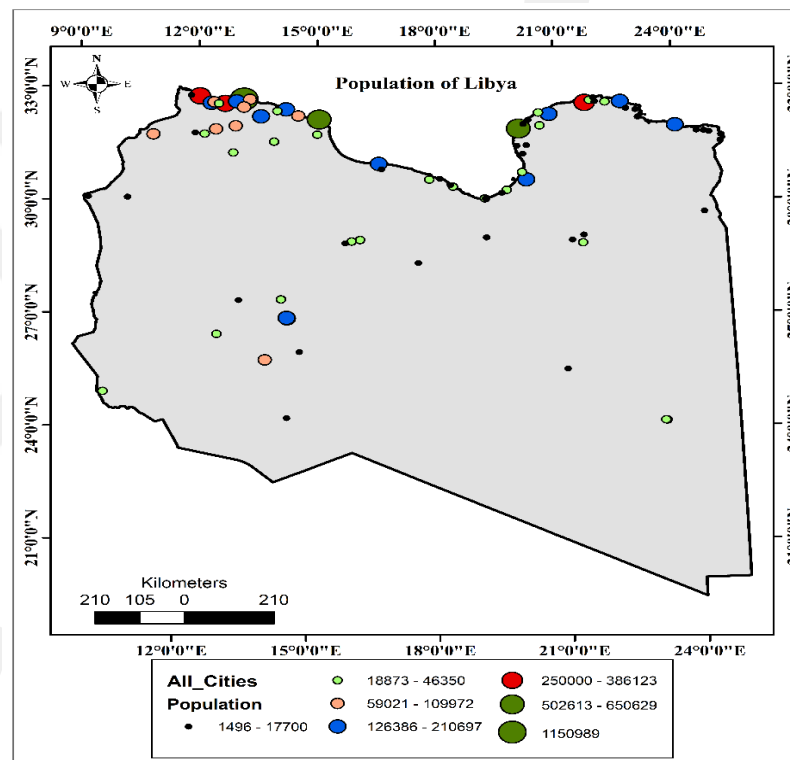 9°0'0"E 12°0'0"E 15°0'0"E 18°0'0"E 21°0'0"E 24°0'0"E
N
W E
S
Population of Libya
33°0'0"N
30°0'0"N
27°0'0"N
24°0'0"N
21°0'0"N
Kilometers
210 105 0 210
12°0'0"E 15°0'0"E 18°0'0"E 21°0'0"E 24°0'0"E
All_Cities
Population
1496 - 17700
18873 - 46350
59021 - 109972
126386 - 210697
250000 - 386123
502613 - 650629
1150989